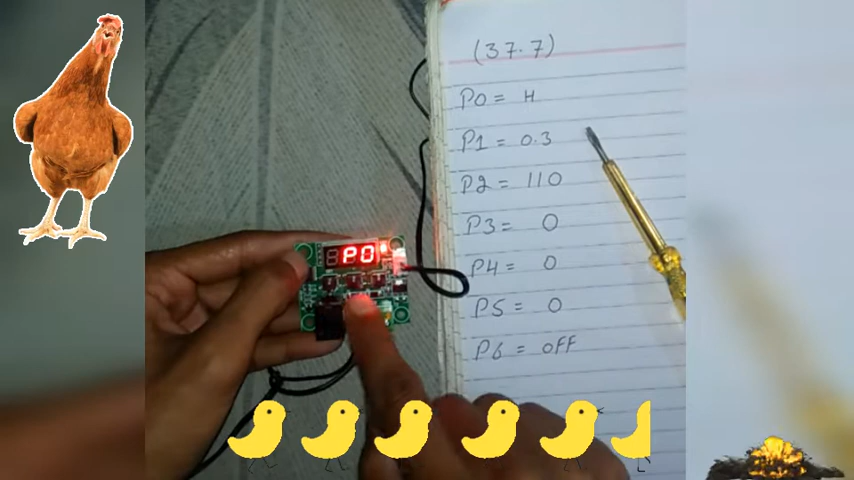 (37.7)
P0 = H
P1 = 0.3
P2 = 110
P3 = 0
P4 = 0
P5 = 0
P6 = OFF
P0